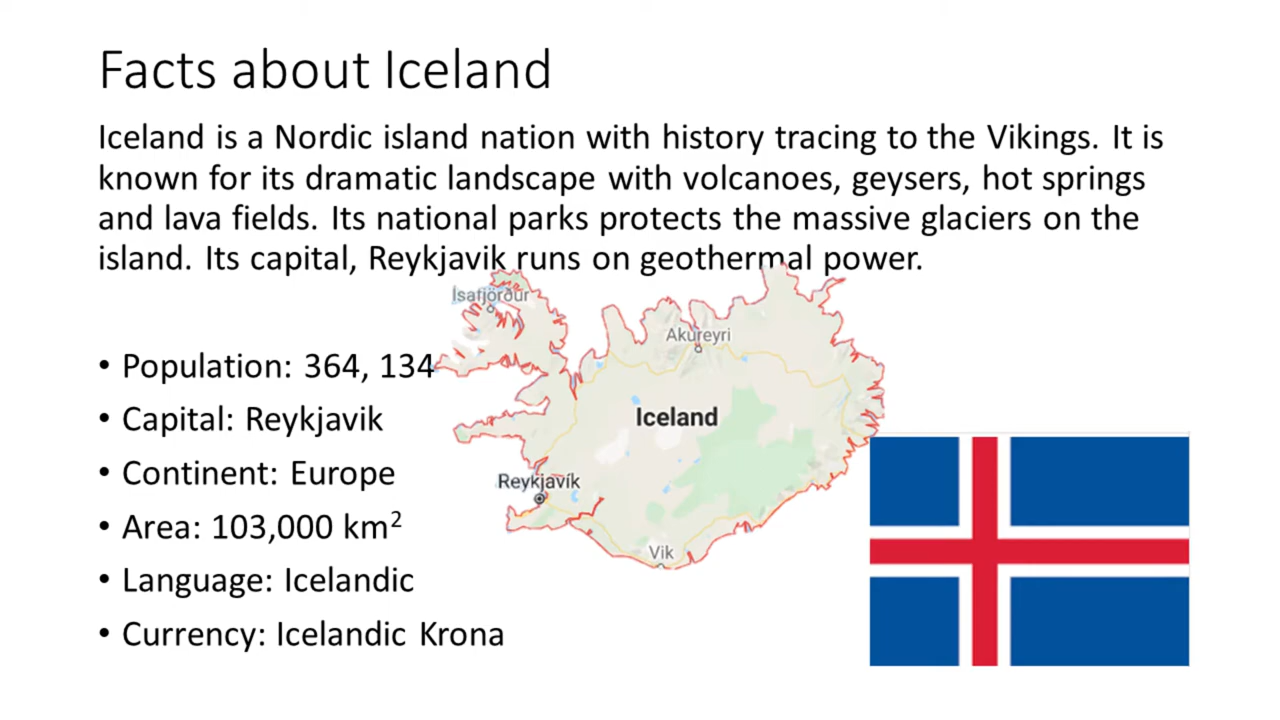 Facts about Iceland
Iceland is a Nordic island nation with history tracing to the Vikings. It is
known for its dramatic landscape with volcanoes, geysers, hot springs
and lava fields. Its national parks protects the massive glaciers on the
island. Its capital, Reykjavik runs on geothermal power.
• Population: 364, 134
• Capital: Reykjavik
• Continent: Europe
• Area: 103,000 km²
• Language: Icelandic
• Currency: Icelandic Krona
Ísafjörður
Akureyri
Iceland
Reykjavík
Vik